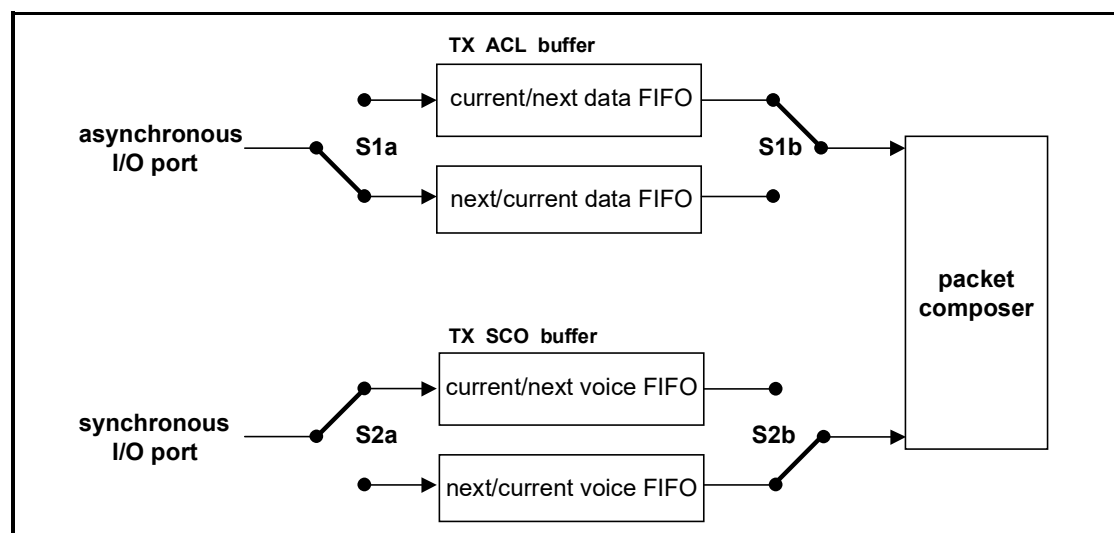 TX ACL buffer
current/next data FIFO
asynchronous
I/O port
S1a
S1b
next/current data FIFO
packet
composer
TX SCO buffer
current/next voice FIFO
synchronous
I/O port
S2a
S2b
next/current voice FIFO